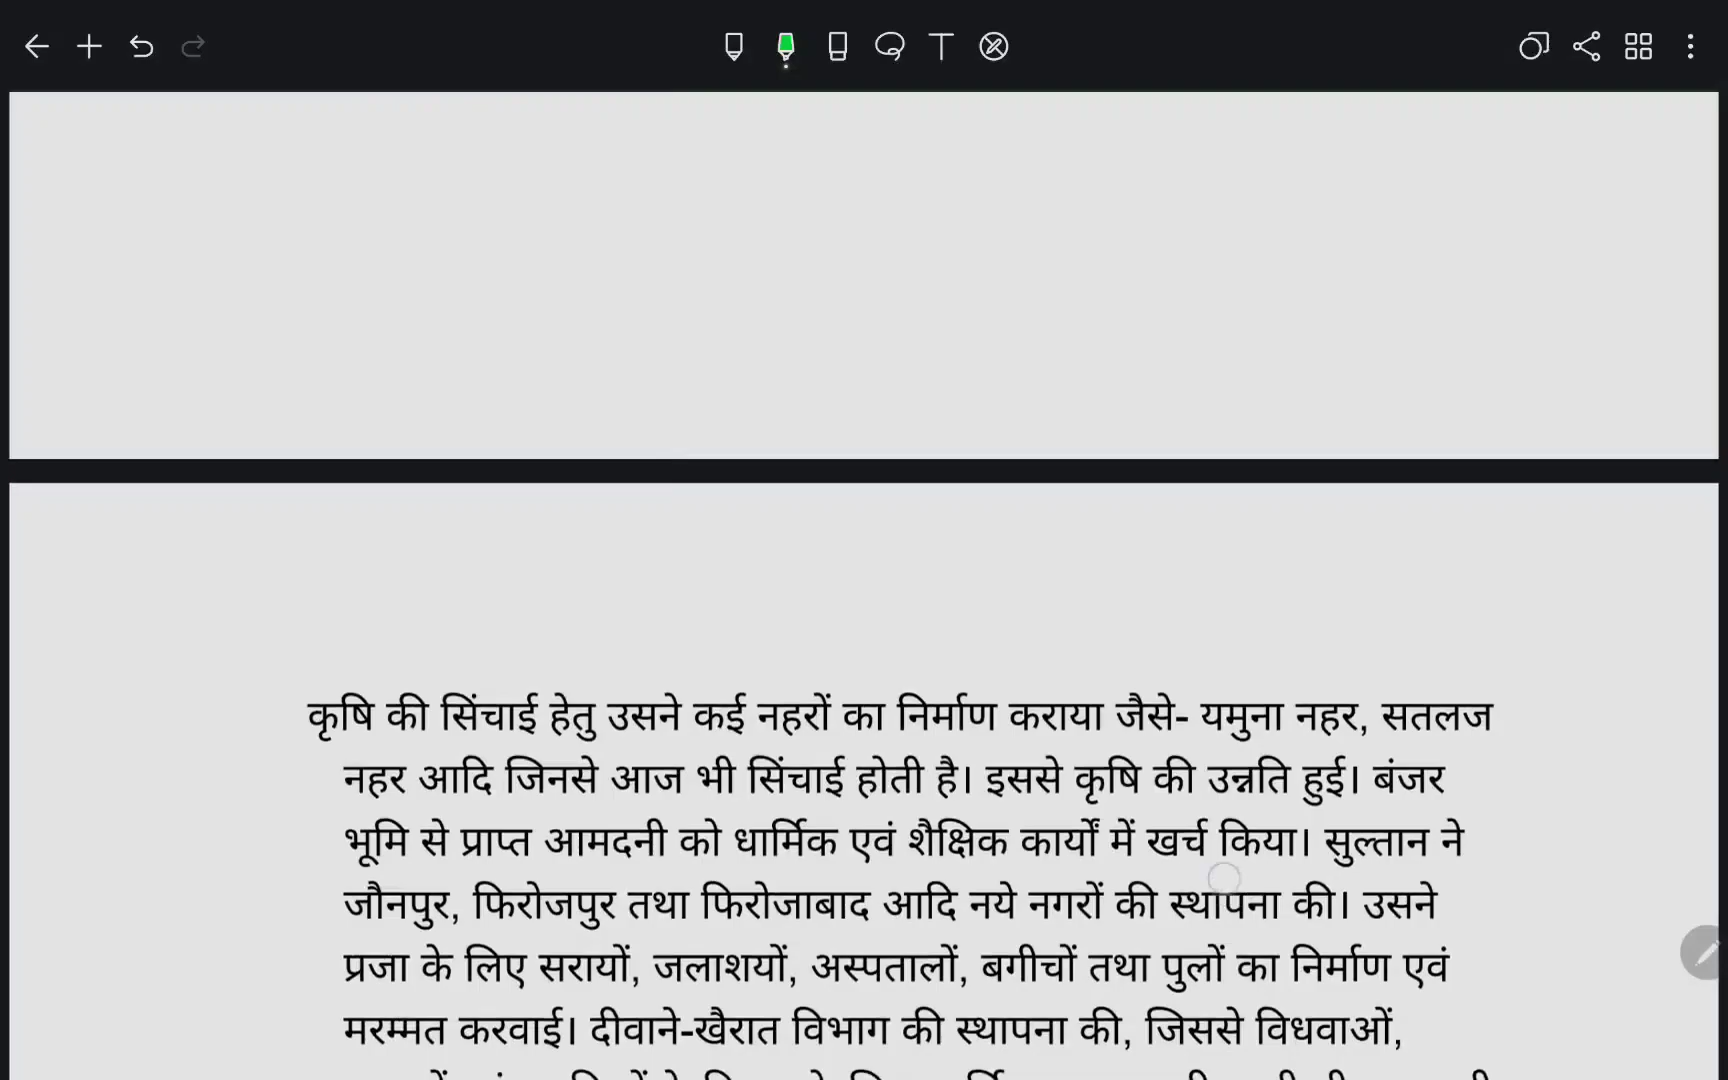 कृषि की सिंचाई हेतु उसने कई नहरों का निर्माण कराया जैसे- यमुना नहर, सतलज
नहर आदि जिनसे आज भी सिंचाई होती है। इससे कृषि की उन्नति हुई। बंजर
भूमि से प्राप्त आमदनी को धार्मिक एवं शैक्षिक कार्यों में खर्च किया। सुल्तान ने
जौनपुर, फिरोजपुर तथा फिरोजाबाद आदि नये नगरों की स्थापना की। उसने
प्रजा के लिए सरायों, जलाशयों, अस्पतालों, बगीचों तथा पुलों का निर्माण एवं
मरम्मत करवाई। दीवाने-खैरात विभाग की स्थापना की, जिससे विधवाओं,